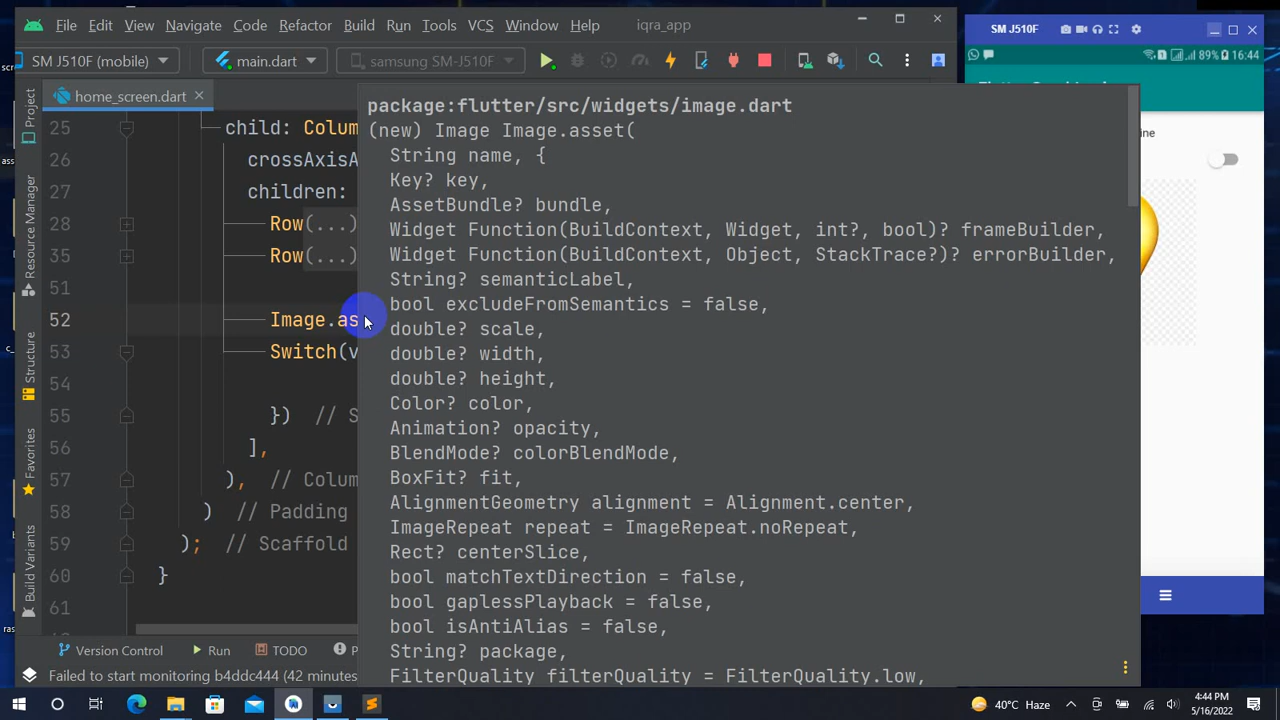 File Edit View Navigate Code Refactor Build Run Tools VCS Window Help iqra_app
SM J510F (mobile) main.dart samsung SM-J510F
home_screen.dart
Project
Resource Manager
Structure
Favorites
Build Variants
25 child: Colum
26 crossAxisA
27 children:
28 Row(...)
35 Row(...)
51
52 Image.as
53 Switch(v
54
55 }) // S
56 ],
57 ), // Colum
58 ) // Padding
59 ); // Scaffold
60 }
61
package:flutter/src/widgets/image.dart
(new) Image Image.asset(
String name, {
Key? key,
AssetBundle? bundle,
Widget Function(BuildContext, Widget, int?, bool)? frameBuilder,
Widget Function(BuildContext, Object, StackTrace?)? errorBuilder,
String? semanticLabel,
bool excludeFromSemantics = false,
double? scale,
double? width,
double? height,
Color? color,
Animation? opacity,
BlendMode? colorBlendMode,
BoxFit? fit,
AlignmentGeometry alignment = Alignment.center,
ImageRepeat repeat = ImageRepeat.noRepeat,
Rect? centerSlice,
bool matchTextDirection = false,
bool gaplessPlayback = false,
bool isAntiAlias = false,
String? package,
FilterQuality filterQuality = FilterQuality.low,
Version Control Run TODO P
Failed to start monitoring b4ddc444 (42 minutes
SM J510F
89% 16:44
40°C Haze
4:44 PM
5/16/2022